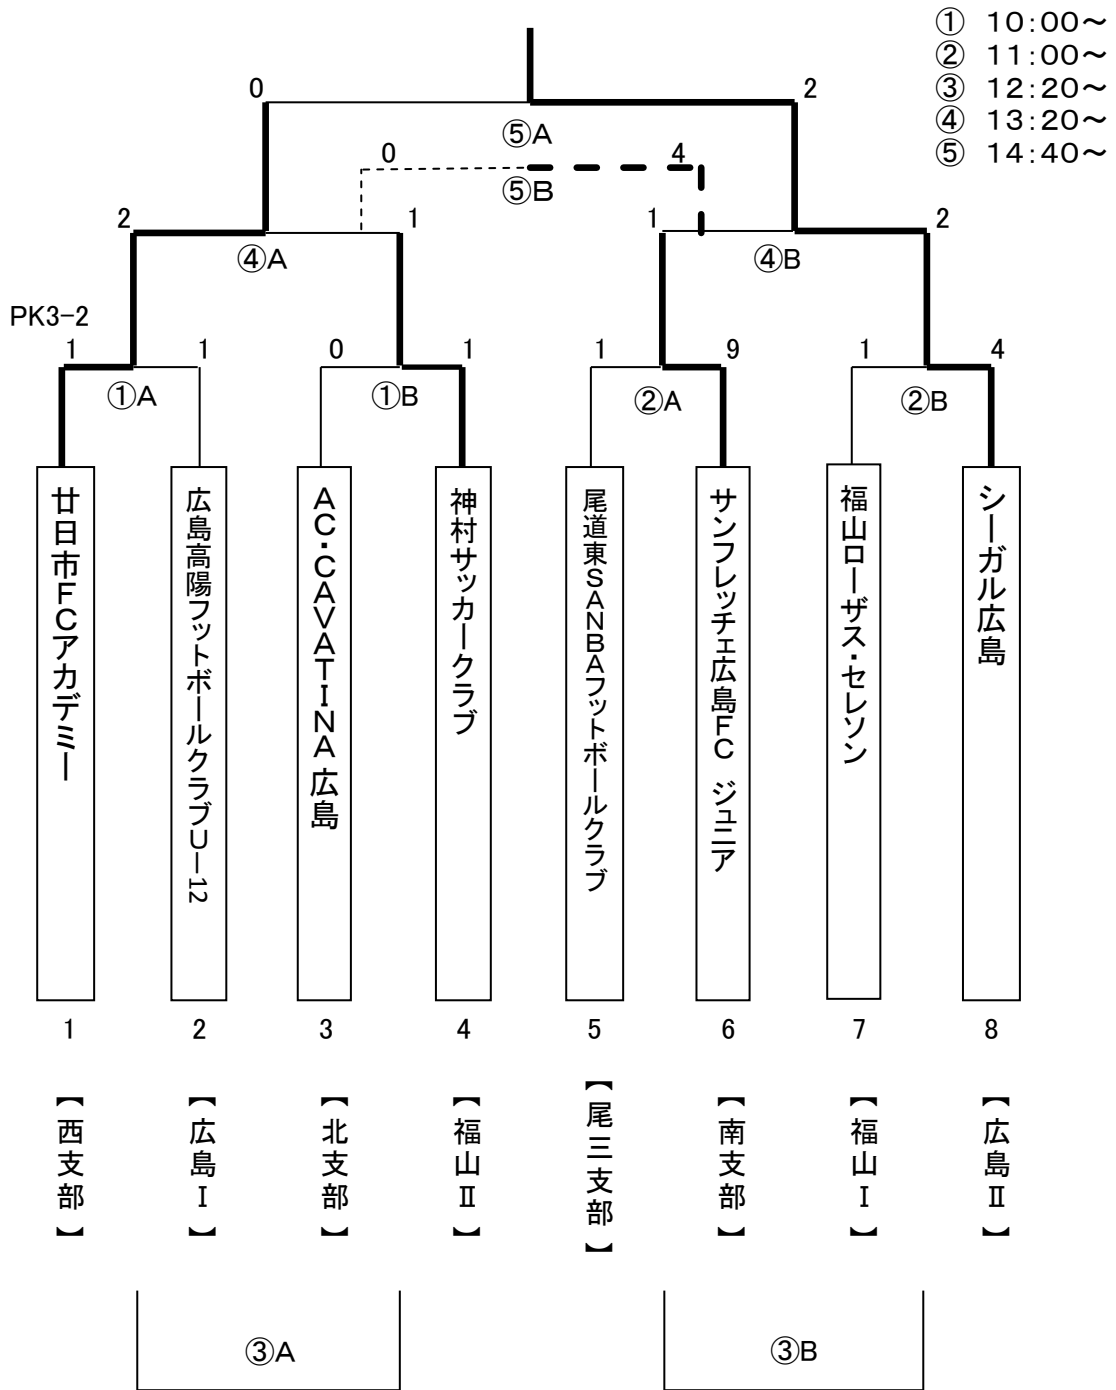 ① 10:00～
② 11:00～
③ 12:20～
④ 13:20～
⑤ 14:40～
0 2
⑤A
0 4
⑤B
2 1 1 2
④A ④B
PK3-2
1 1 0 1 1 9 1 4
①A ①B ②A ②B
廿日市FCアカデミー
広島高陽フットボールクラブU-12
AC・CAVATINA広島
神村サッカークラブ
尾道東SANBAフットボールクラブ
サンフレッチェ広島FC ジュニア
福山ローザス・セレソン
シーガル広島
1 2 3 4 5 6 7 8
【西支部】
【広島Ⅰ】
【北支部】
【福山Ⅱ】
【尾三支部】
【南支部】
【福山Ⅰ】
【広島Ⅱ】
③A ③B